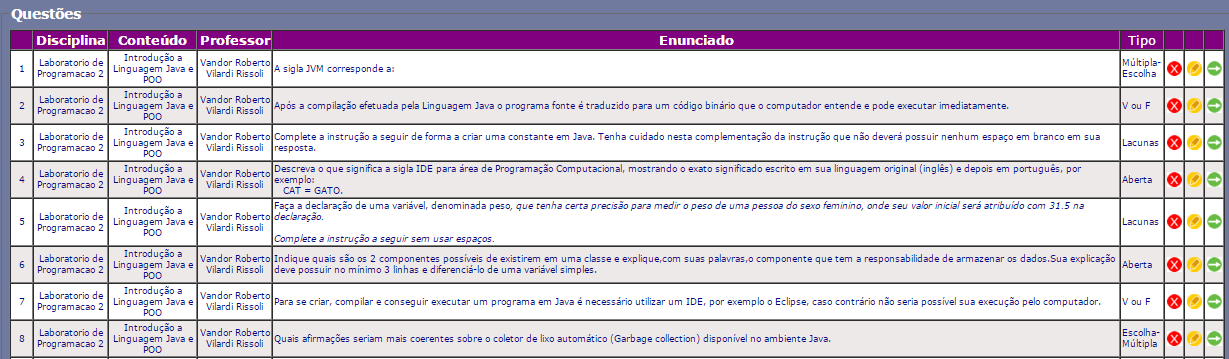 Questões
Disciplina Conteúdo Professor Enunciado Tipo
1 Laboratorio de Programacao 2 Introdução a Linguagem Java e POO Vandor Roberto Vilardi Rissoli A sigla JVM corresponde a: Múltipla-Escolha
2 Laboratorio de Programacao 2 Introdução a Linguagem Java e POO Vandor Roberto Vilardi Rissoli Após a compilação efetuada pela Linguagem Java o programa fonte é traduzido para um código binário que o computador entende e pode executar imediatamente. V ou F
3 Laboratorio de Programacao 2 Introdução a Linguagem Java e POO Vandor Roberto Vilardi Rissoli Complete a instrução a seguir de forma a criar uma constante em Java. Tenha cuidado nesta complementação da instrução que não deverá possuir nenhum espaço em branco em sua
resposta. Lacunas
4 Laboratorio de Programacao 2 Introdução a Linguagem Java e POO Vandor Roberto Vilardi Rissoli Descreva o que significa a sigla IDE para área de Programação Computacional, mostrando o exato significado escrito em sua linguagem original (inglês) e depois em português, por
exemplo:
CAT = GATO. Aberta
5 Laboratorio de Programacao 2 Introdução a Linguagem Java e POO Vandor Roberto Vilardi Rissoli Faça a declaração de uma variável, denominada peso, que tenha certa precisão para medir o peso de uma pessoa do sexo feminino, onde seu valor inicial será atribuído com 31.5 na
declaração.
Complete a instrução a seguir sem usar espaços. Lacunas
6 Laboratorio de Programacao 2 Introdução a Linguagem Java e POO Vandor Roberto Vilardi Rissoli Indique quais são os 2 componentes possíveis de existirem em uma classe e explique,com suas palavras,o componente que tem a responsabilidade de armazenar os dados.Sua explicação
deve possuir no mínimo 3 linhas e diferenciá-lo de uma variável simples. Aberta
7 Laboratorio de Programacao 2 Introdução a Linguagem Java e POO Vandor Roberto Vilardi Rissoli Para se criar, compilar e conseguir executar um programa em Java é necessário utilizar um IDE, por exemplo o Eclipse, caso contrário não seria possível sua execução pelo computador. V ou F
8 Laboratorio de Programacao 2 Introdução a Linguagem Java e POO Vandor Roberto Vilardi Rissoli Quais afirmações seriam mais coerentes sobre o coletor de lixo automático (Garbage collection) disponível no ambiente Java. Escolha-Múltipla